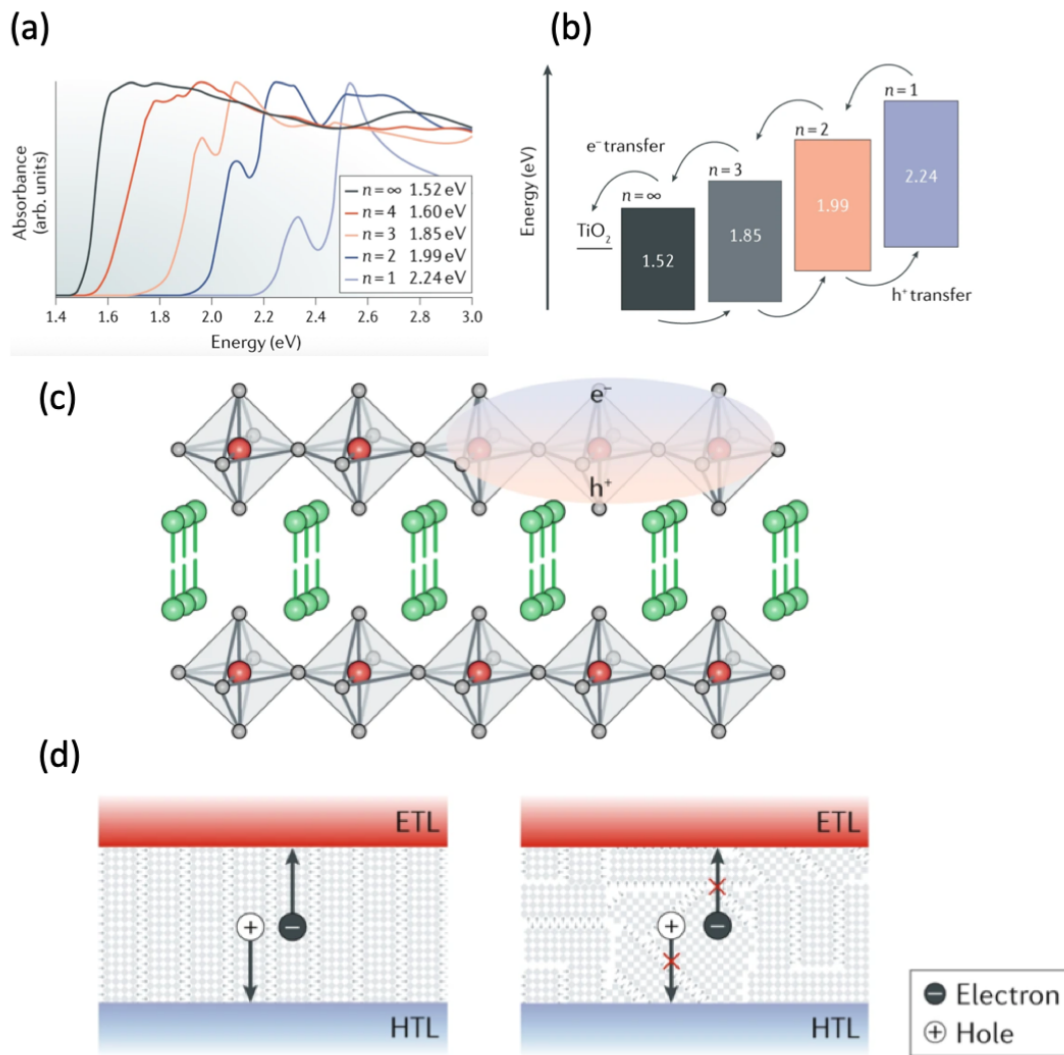 (a)
Absorbance
(arb. units)
n = ∞ 1.52 eV
n = 4 1.60 eV
n = 3 1.85 eV
n = 2 1.99 eV
n = 1 2.24 eV
1.4 1.6 1.8 2.0 2.2 2.4 2.6 2.8 3.0
Energy (eV)
(b)
Energy (eV)
n = 1
n = 2
e⁻ transfer
n = 3
n = ∞
TiO₂
1.52
1.85
1.99
2.24
h⁺ transfer
(c)
e⁻
h⁺
(d)
ETL
+ −
HTL
ETL
+ −
HTL
− Electron
+ Hole